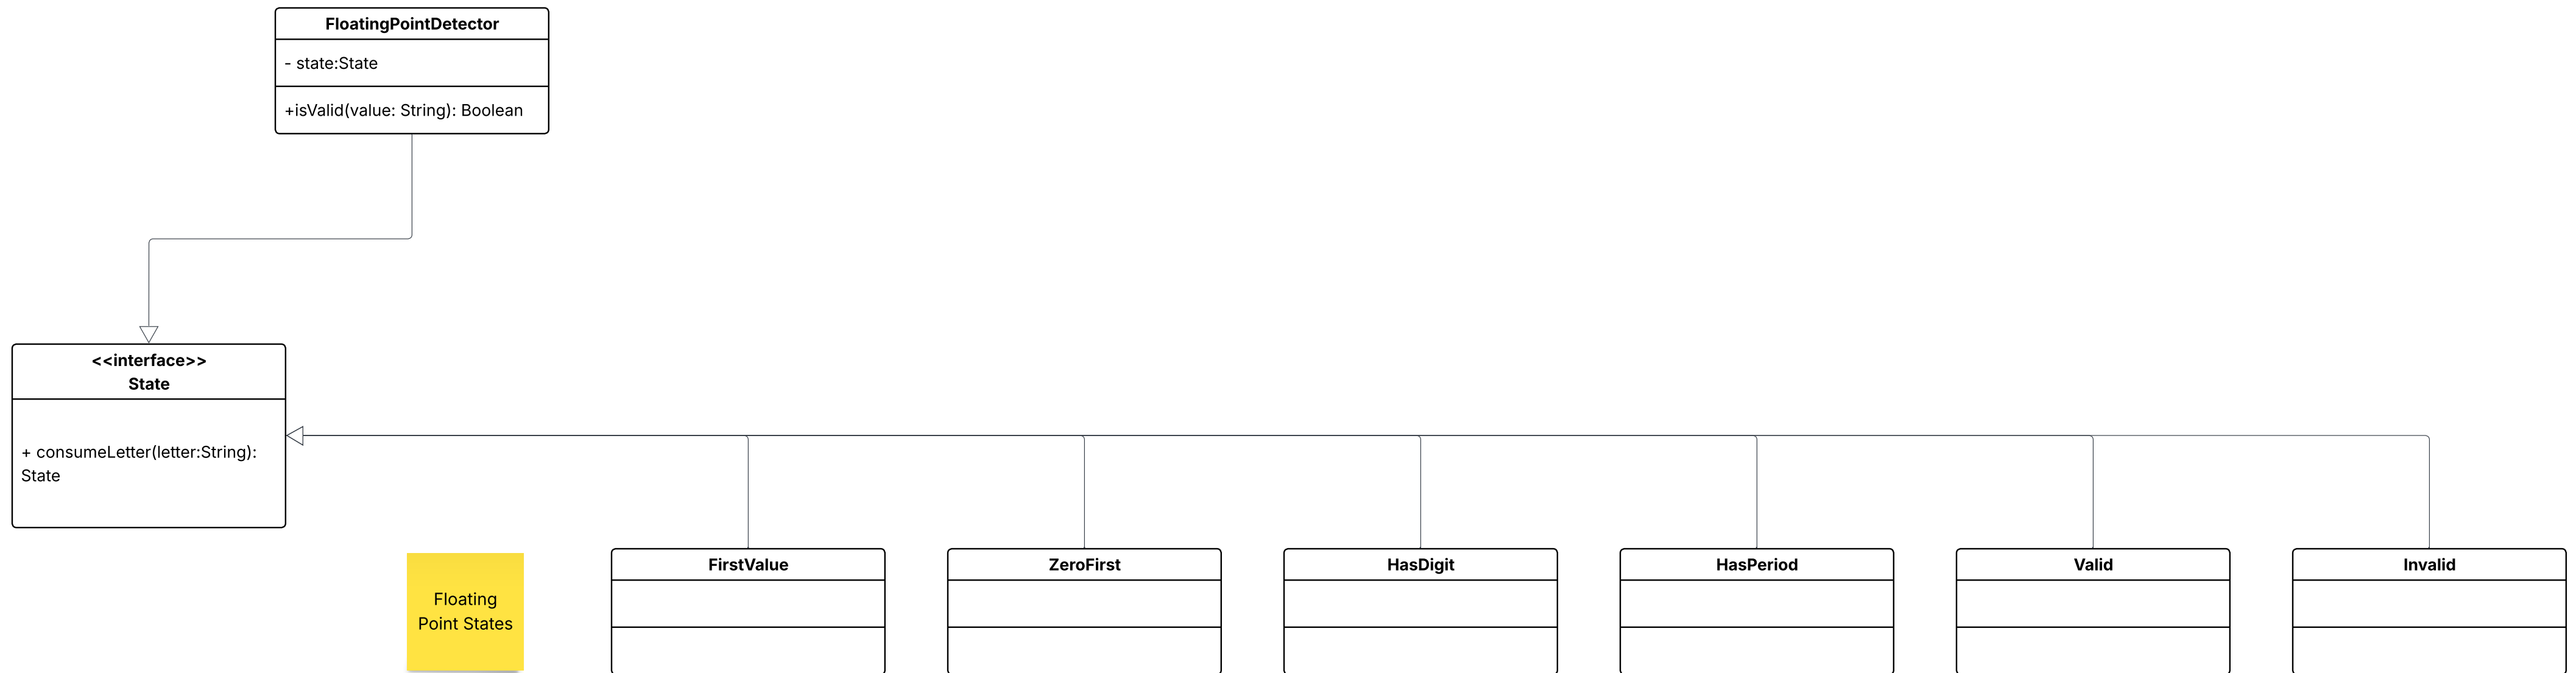 FloatingPointDetector
- state:State
+isValid(value: String): Boolean
<<interface>>
State
+ consumeLetter(letter:String):
State
Floating
Point States
FirstValue
ZeroFirst
HasDigit
HasPeriod
Valid
Invalid